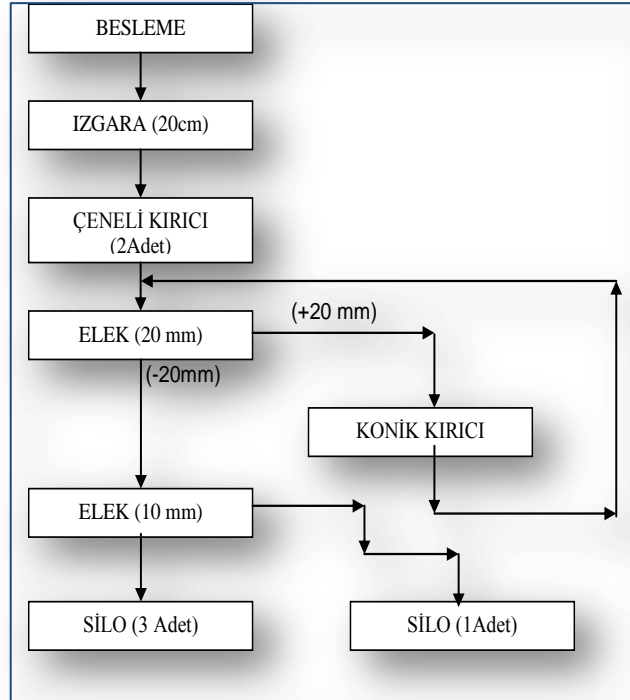 BESLEME
IZGARA (20cm)
ÇENELİ KIRICI
(2Adet)
(+20 mm)
ELEK (20 mm)
(-20mm)
KONİK KIRICI
ELEK (10 mm)
SİLO (3 Adet)
SİLO (1Adet)